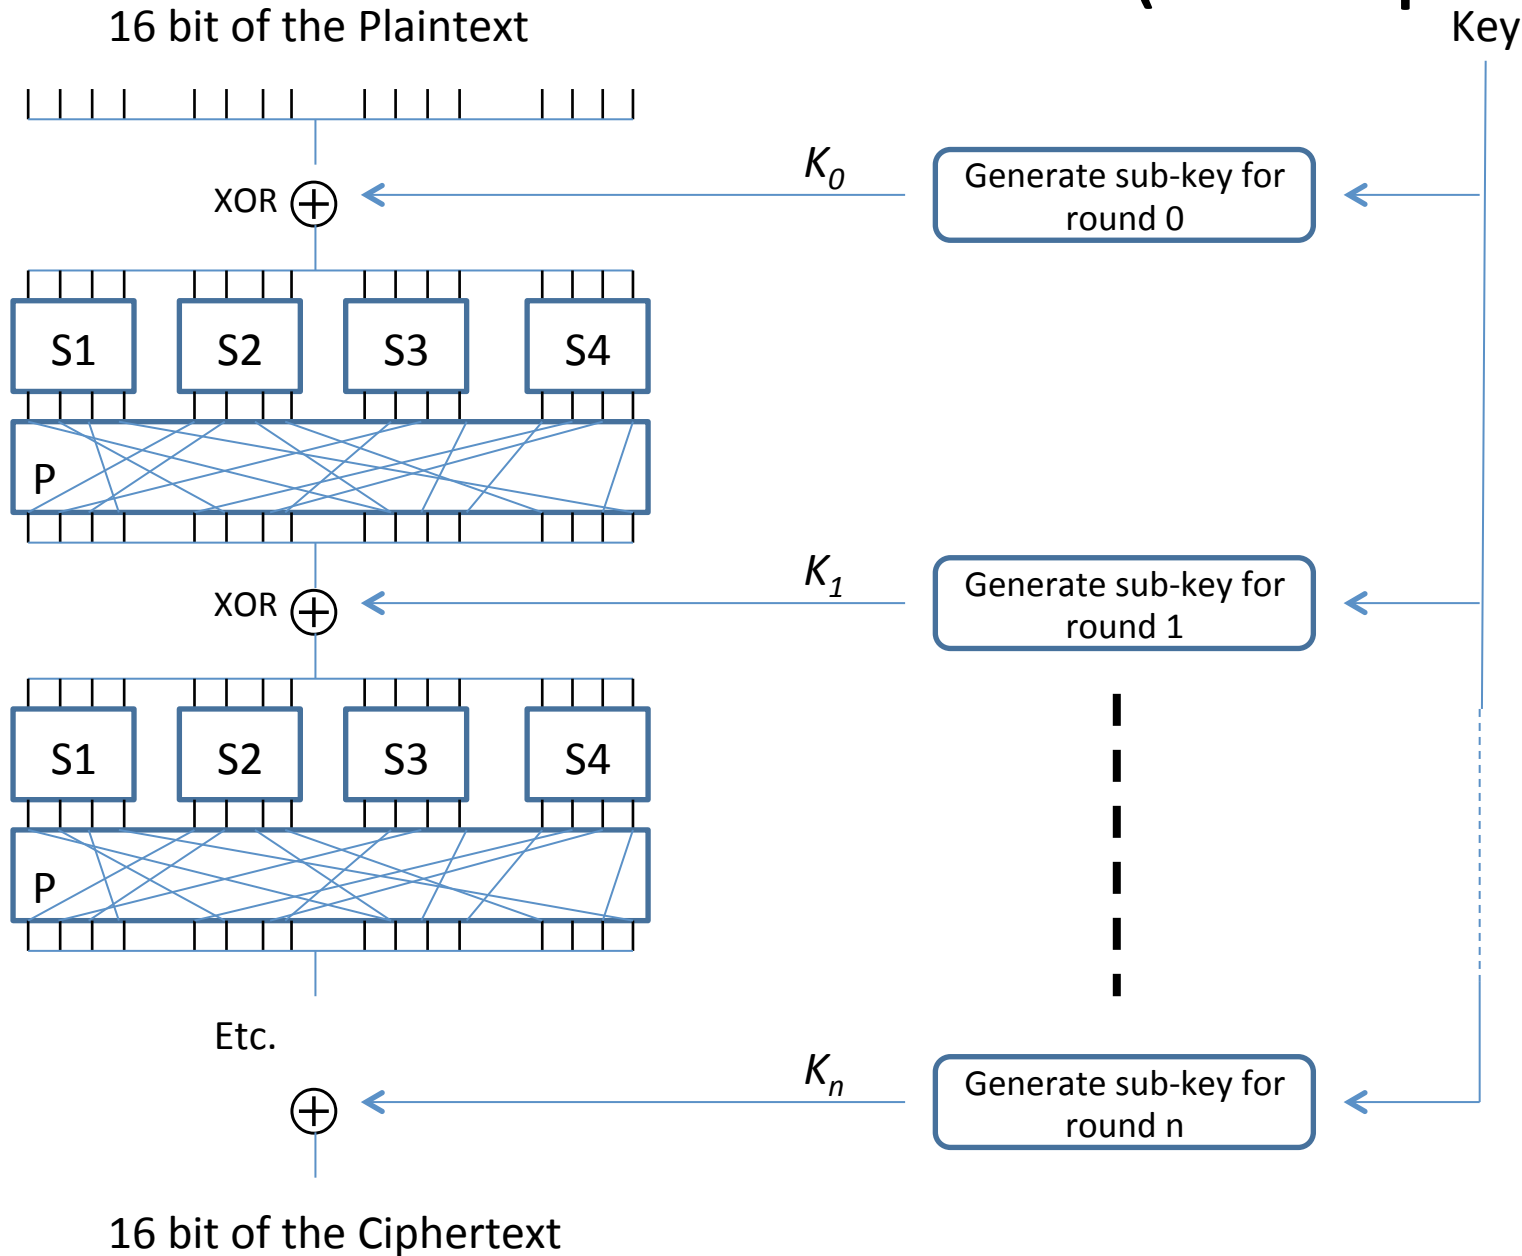 16 bit of the Plaintext
Key
K0
Generate sub-key for
round 0
XOR
S1 S2 S3 S4
P
K1
Generate sub-key for
round 1
XOR
S1 S2 S3 S4
P
Etc.
Kn
Generate sub-key for
round n
16 bit of the Ciphertext